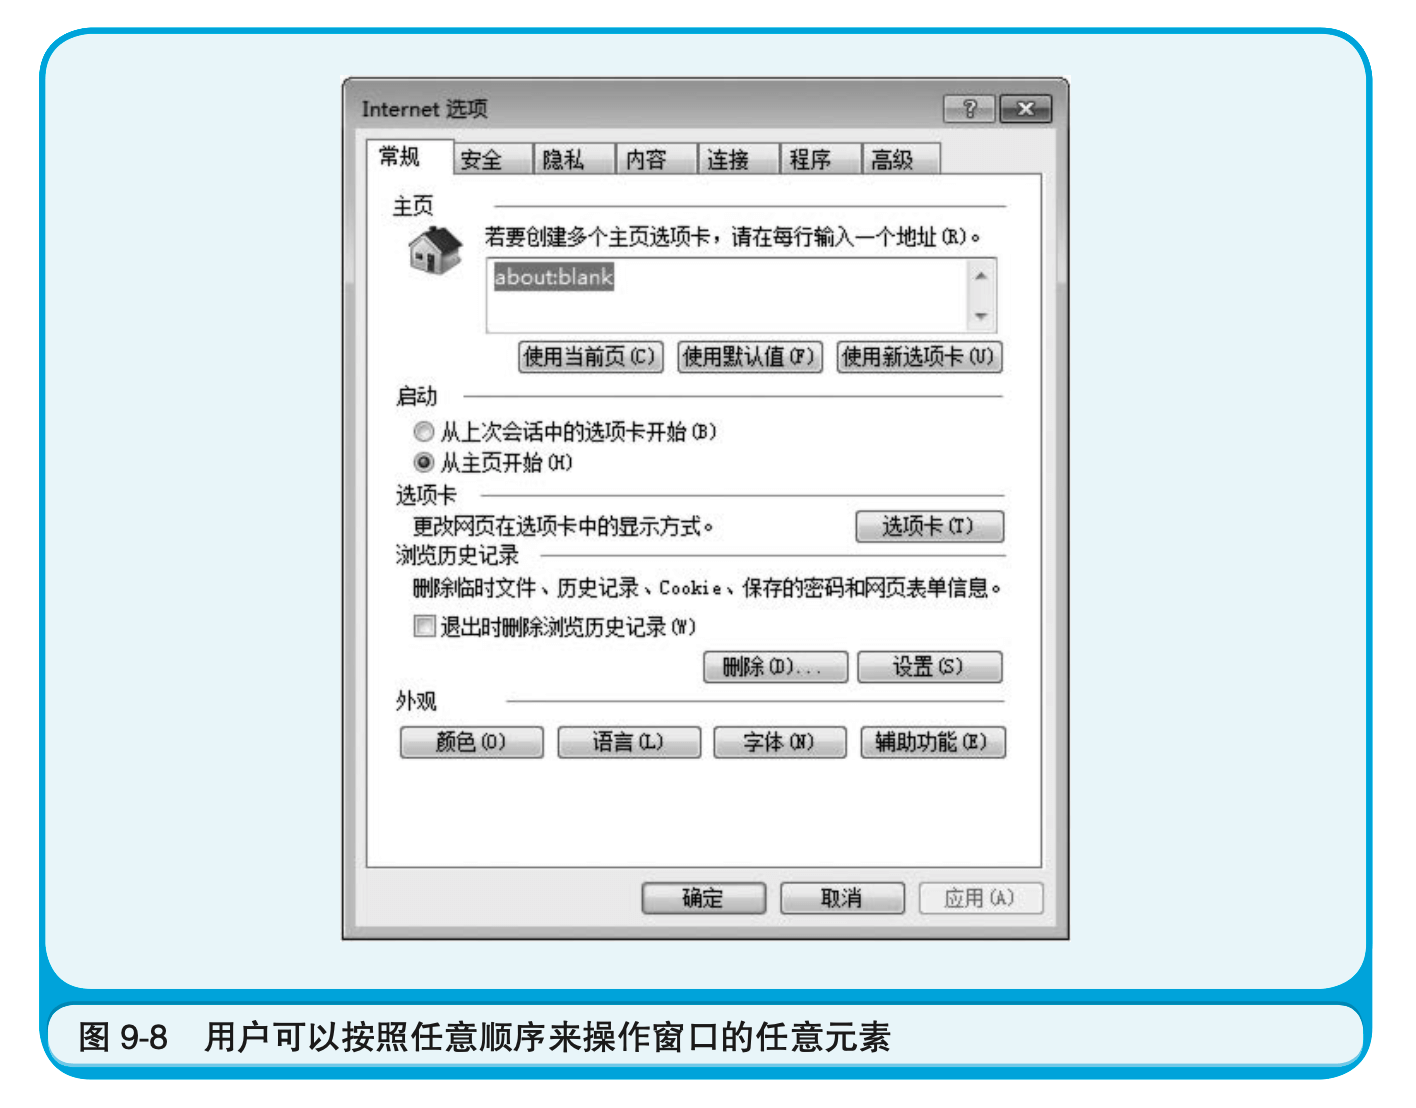 Internet 选项
常规 安全 隐私 内容 连接 程序 高级
主页
若要创建多个主页选项卡，请在每行输入一个地址(R)。
about:blank
使用当前页(C) 使用默认值(F) 使用新选项卡(U)
启动
从上次会话中的选项卡开始(B)
从主页开始(H)
选项卡
更改网页在选项卡中的显示方式。 选项卡(T)
浏览历史记录
删除临时文件、历史记录、Cookie、保存的密码和网页表单信息。
退出时删除浏览历史记录(W)
删除(D)... 设置(S)
外观
颜色(O) 语言(L) 字体(N) 辅助功能(E)
确定 取消 应用(A)
图 9-8 用户可以按照任意顺序来操作窗口的任意元素